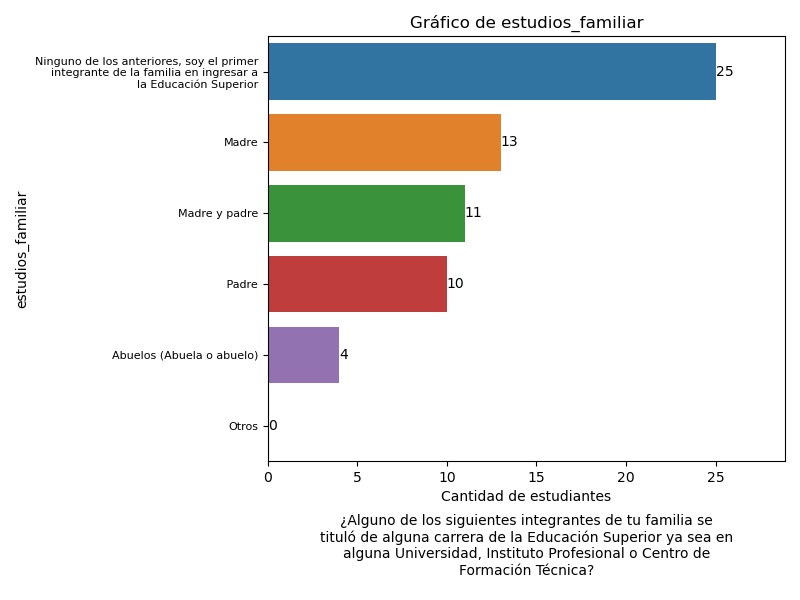 Gráfico de estudios_familiar
Ninguno de los anteriores, soy el primer
integrante de la familia en ingresar a
la Educación Superior
25
Madre
13
Madre y padre
11
Padre
10
Abuelos (Abuela o abuelo)
4
Otros
0
estudios_familiar
0 5 10 15 20 25
Cantidad de estudiantes
¿Alguno de los siguientes integrantes de tu familia se
tituló de alguna carrera de la Educación Superior ya sea en
alguna Universidad, Instituto Profesional o Centro de
Formación Técnica?